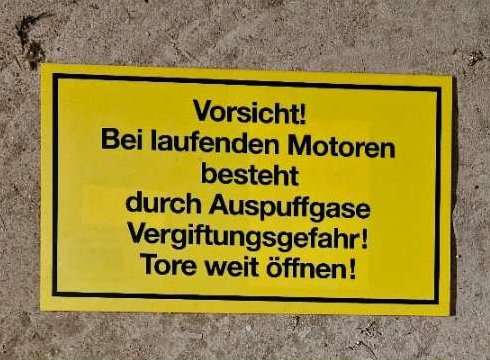 Vorsicht!
Bei laufenden Motoren
besteht
durch Auspuffgase
Vergiftungsgefahr!
Tore weit öffnen!